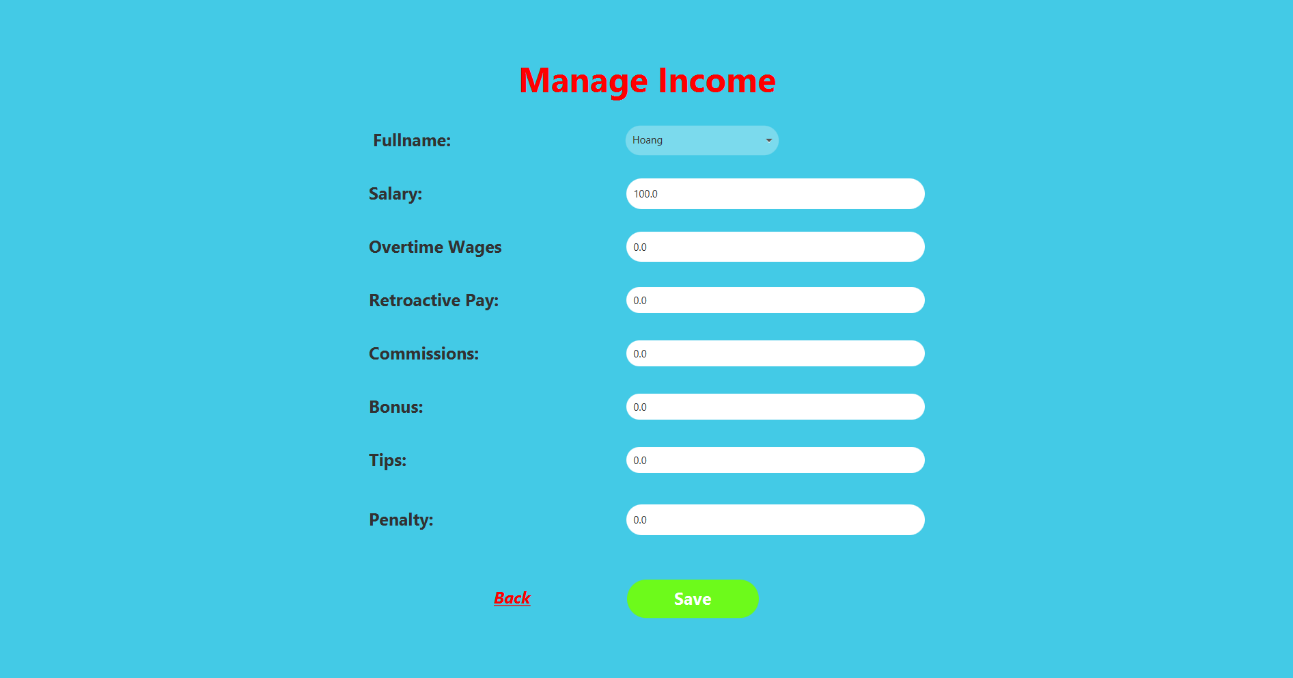 Manage Income
Fullname: Hoang
Salary: 100.0
Overtime Wages 0.0
Retroactive Pay: 0.0
Commissions: 0.0
Bonus: 0.0
Tips: 0.0
Penalty: 0.0
Back Save